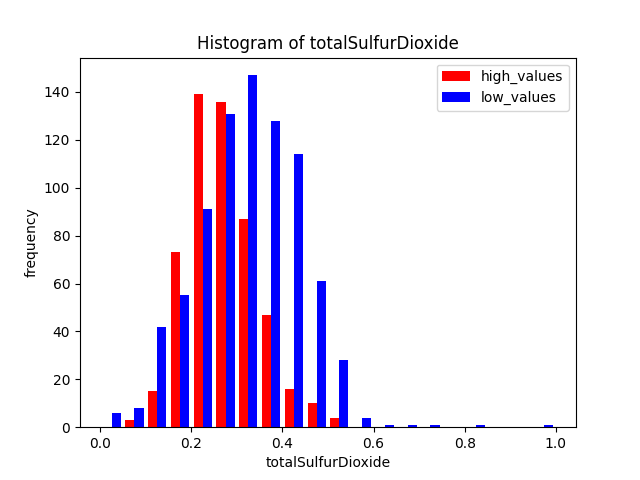 Histogram of totalSulfurDioxide
high_values
low_values
frequency
140
120
100
80
60
40
20
0
0.0 0.2 0.4 0.6 0.8 1.0
totalSulfurDioxide